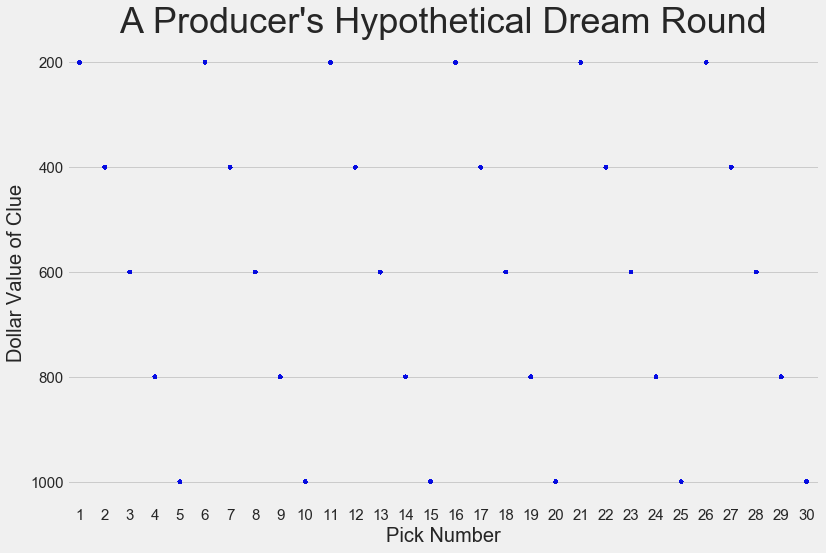 A Producer's Hypothetical Dream Round
Dollar Value of Clue
200
400
600
800
1000
1 2 3 4 5 6 7 8 9 10 11 12 13 14 15 16 17 18 19 20 21 22 23 24 25 26 27 28 29 30
Pick Number